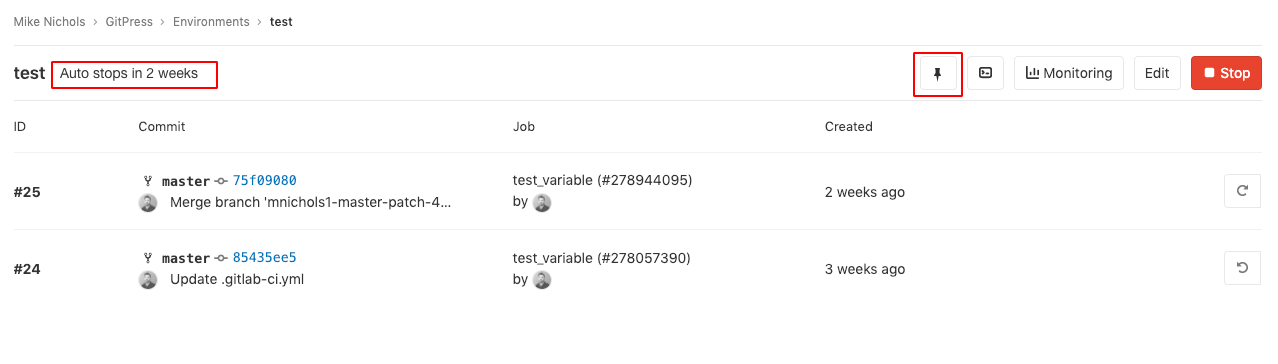 Mike Nichols › GitPress › Environments › test
test Auto stops in 2 weeks Monitoring Edit Stop
ID Commit Job Created
#25 master 75f09080 test_variable (#278944095) 2 weeks ago
Merge branch 'mnichols1-master-patch-4... by
#24 master 85435ee5 test_variable (#278057390) 3 weeks ago
Update .gitlab-ci.yml by